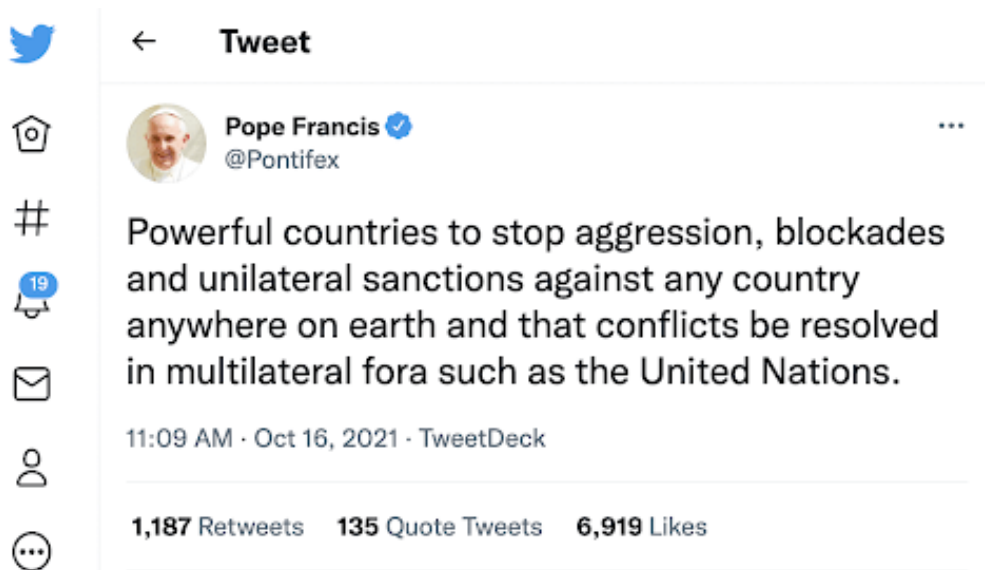 Tweet
Pope Francis
@Pontifex
Powerful countries to stop aggression, blockades
and unilateral sanctions against any country
anywhere on earth and that conflicts be resolved
in multilateral fora such as the United Nations.
11:09 AM · Oct 16, 2021 · TweetDeck
1,187 Retweets 135 Quote Tweets 6,919 Likes
19